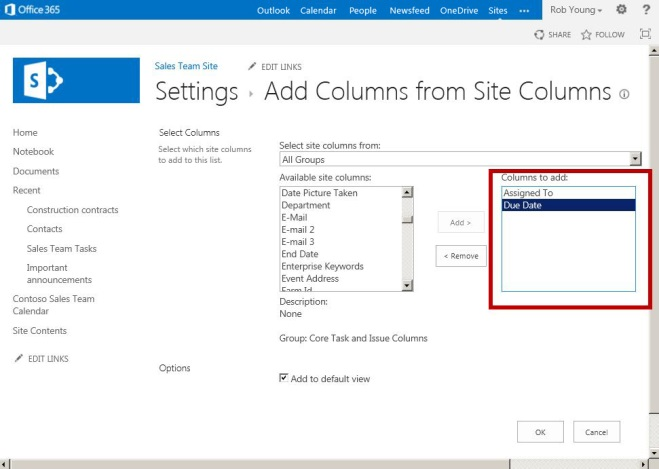 Office 365
Outlook Calendar People Newsfeed OneDrive Sites ••• Rob Young ?
SHARE FOLLOW
S
Sales Team Site EDIT LINKS
Settings Add Columns from Site Columns
Home
Notebook
Documents
Recent
Construction contracts
Contacts
Sales Team Tasks
Important
announcements
Contoso Sales Team
Calendar
Site Contents
EDIT LINKS
Select Columns
Select which site columns
to add to this list.
Select site columns from:
All Groups
Available site columns:
Date Picture Taken
Department
E-Mail
E-mail 2
E-mail 3
End Date
Enterprise Keywords
Event Address
Farm Id
Add >
< Remove
Columns to add:
Assigned To
Due Date
Description:
None
Group: Core Task and Issue Columns
Options
Add to default view
OK Cancel